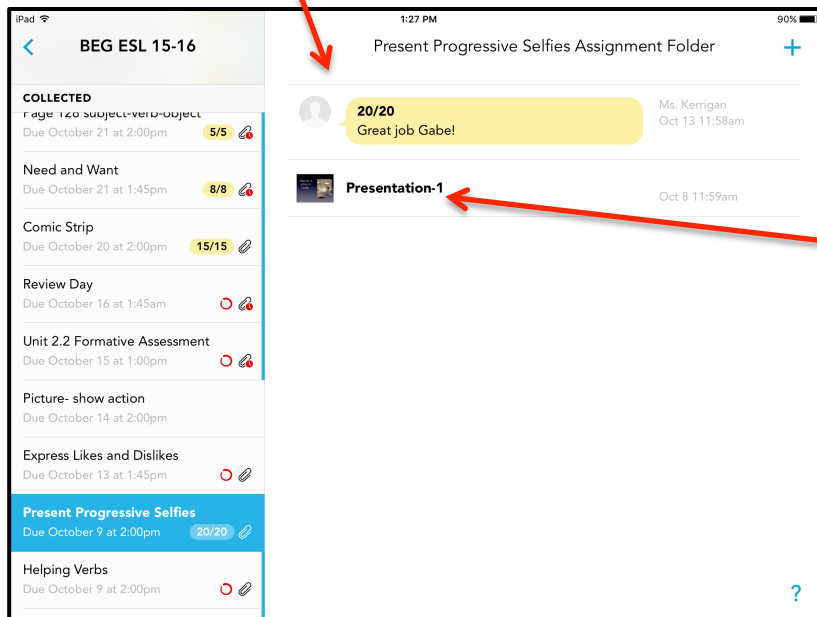 iPad
1:27 PM
90%
BEG ESL 15-16
Present Progressive Selfies Assignment Folder
+
COLLECTED
Page 128 subject-verb-object
Due October 21 at 2:00pm
5/5
Need and Want
Due October 21 at 1:45pm
8/8
Comic Strip
Due October 20 at 2:00pm
15/15
Review Day
Due October 16 at 1:45am
Unit 2.2 Formative Assessment
Due October 15 at 1:00pm
Picture- show action
Due October 14 at 2:00pm
Express Likes and Dislikes
Due October 13 at 1:45pm
Present Progressive Selfies
Due October 9 at 2:00pm
20/20
Helping Verbs
Due October 9 at 2:00pm
20/20
Great job Gabe!
Ms. Kerrigan
Oct 13 11:58am
Presentation-1
Oct 8 11:59am
?